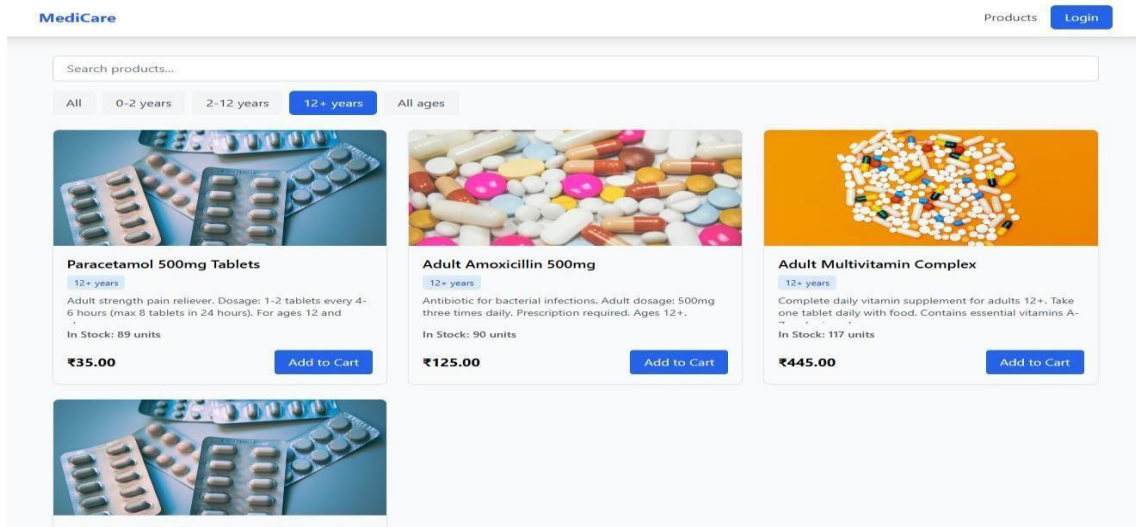 MediCare
Products
Login
Search products...
All
0-2 years
2-12 years
12+ years
All ages
Paracetamol 500mg Tablets
12+ years
Adult strength pain reliever. Dosage: 1-2 tablets every 4-
6 hours (max 8 tablets in 24 hours). For ages 12 and
In Stock: 89 units
₹35.00
Add to Cart
Adult Amoxicillin 500mg
12+ years
Antibiotic for bacterial infections. Adult dosage: 500mg
three times daily. Prescription required. Ages 12+.
In Stock: 90 units
₹125.00
Add to Cart
Adult Multivitamin Complex
12+ years
Complete daily vitamin supplement for adults 12+. Take
one tablet daily with food. Contains essential vitamins A-
In Stock: 117 units
₹445.00
Add to Cart